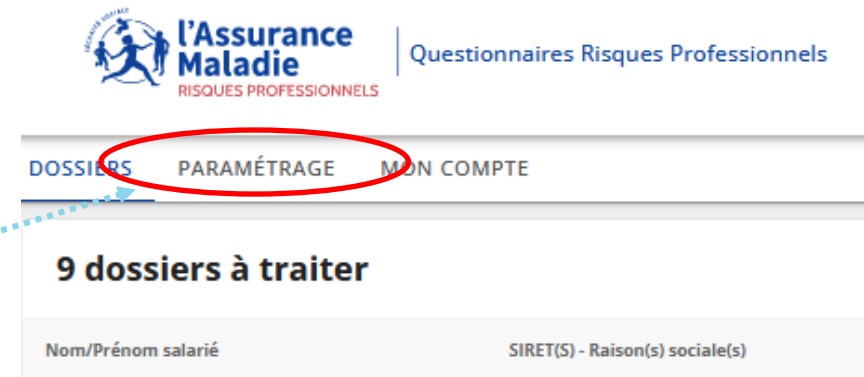 SÉCURITÉ SOCIALE
l'Assurance
Maladie
RISQUES PROFESSIONNELS
Questionnaires Risques Professionnels
DOSSIERS PARAMÉTRAGE MON COMPTE
9 dossiers à traiter
Nom/Prénom salarié SIRET(S) - Raison(s) sociale(s)